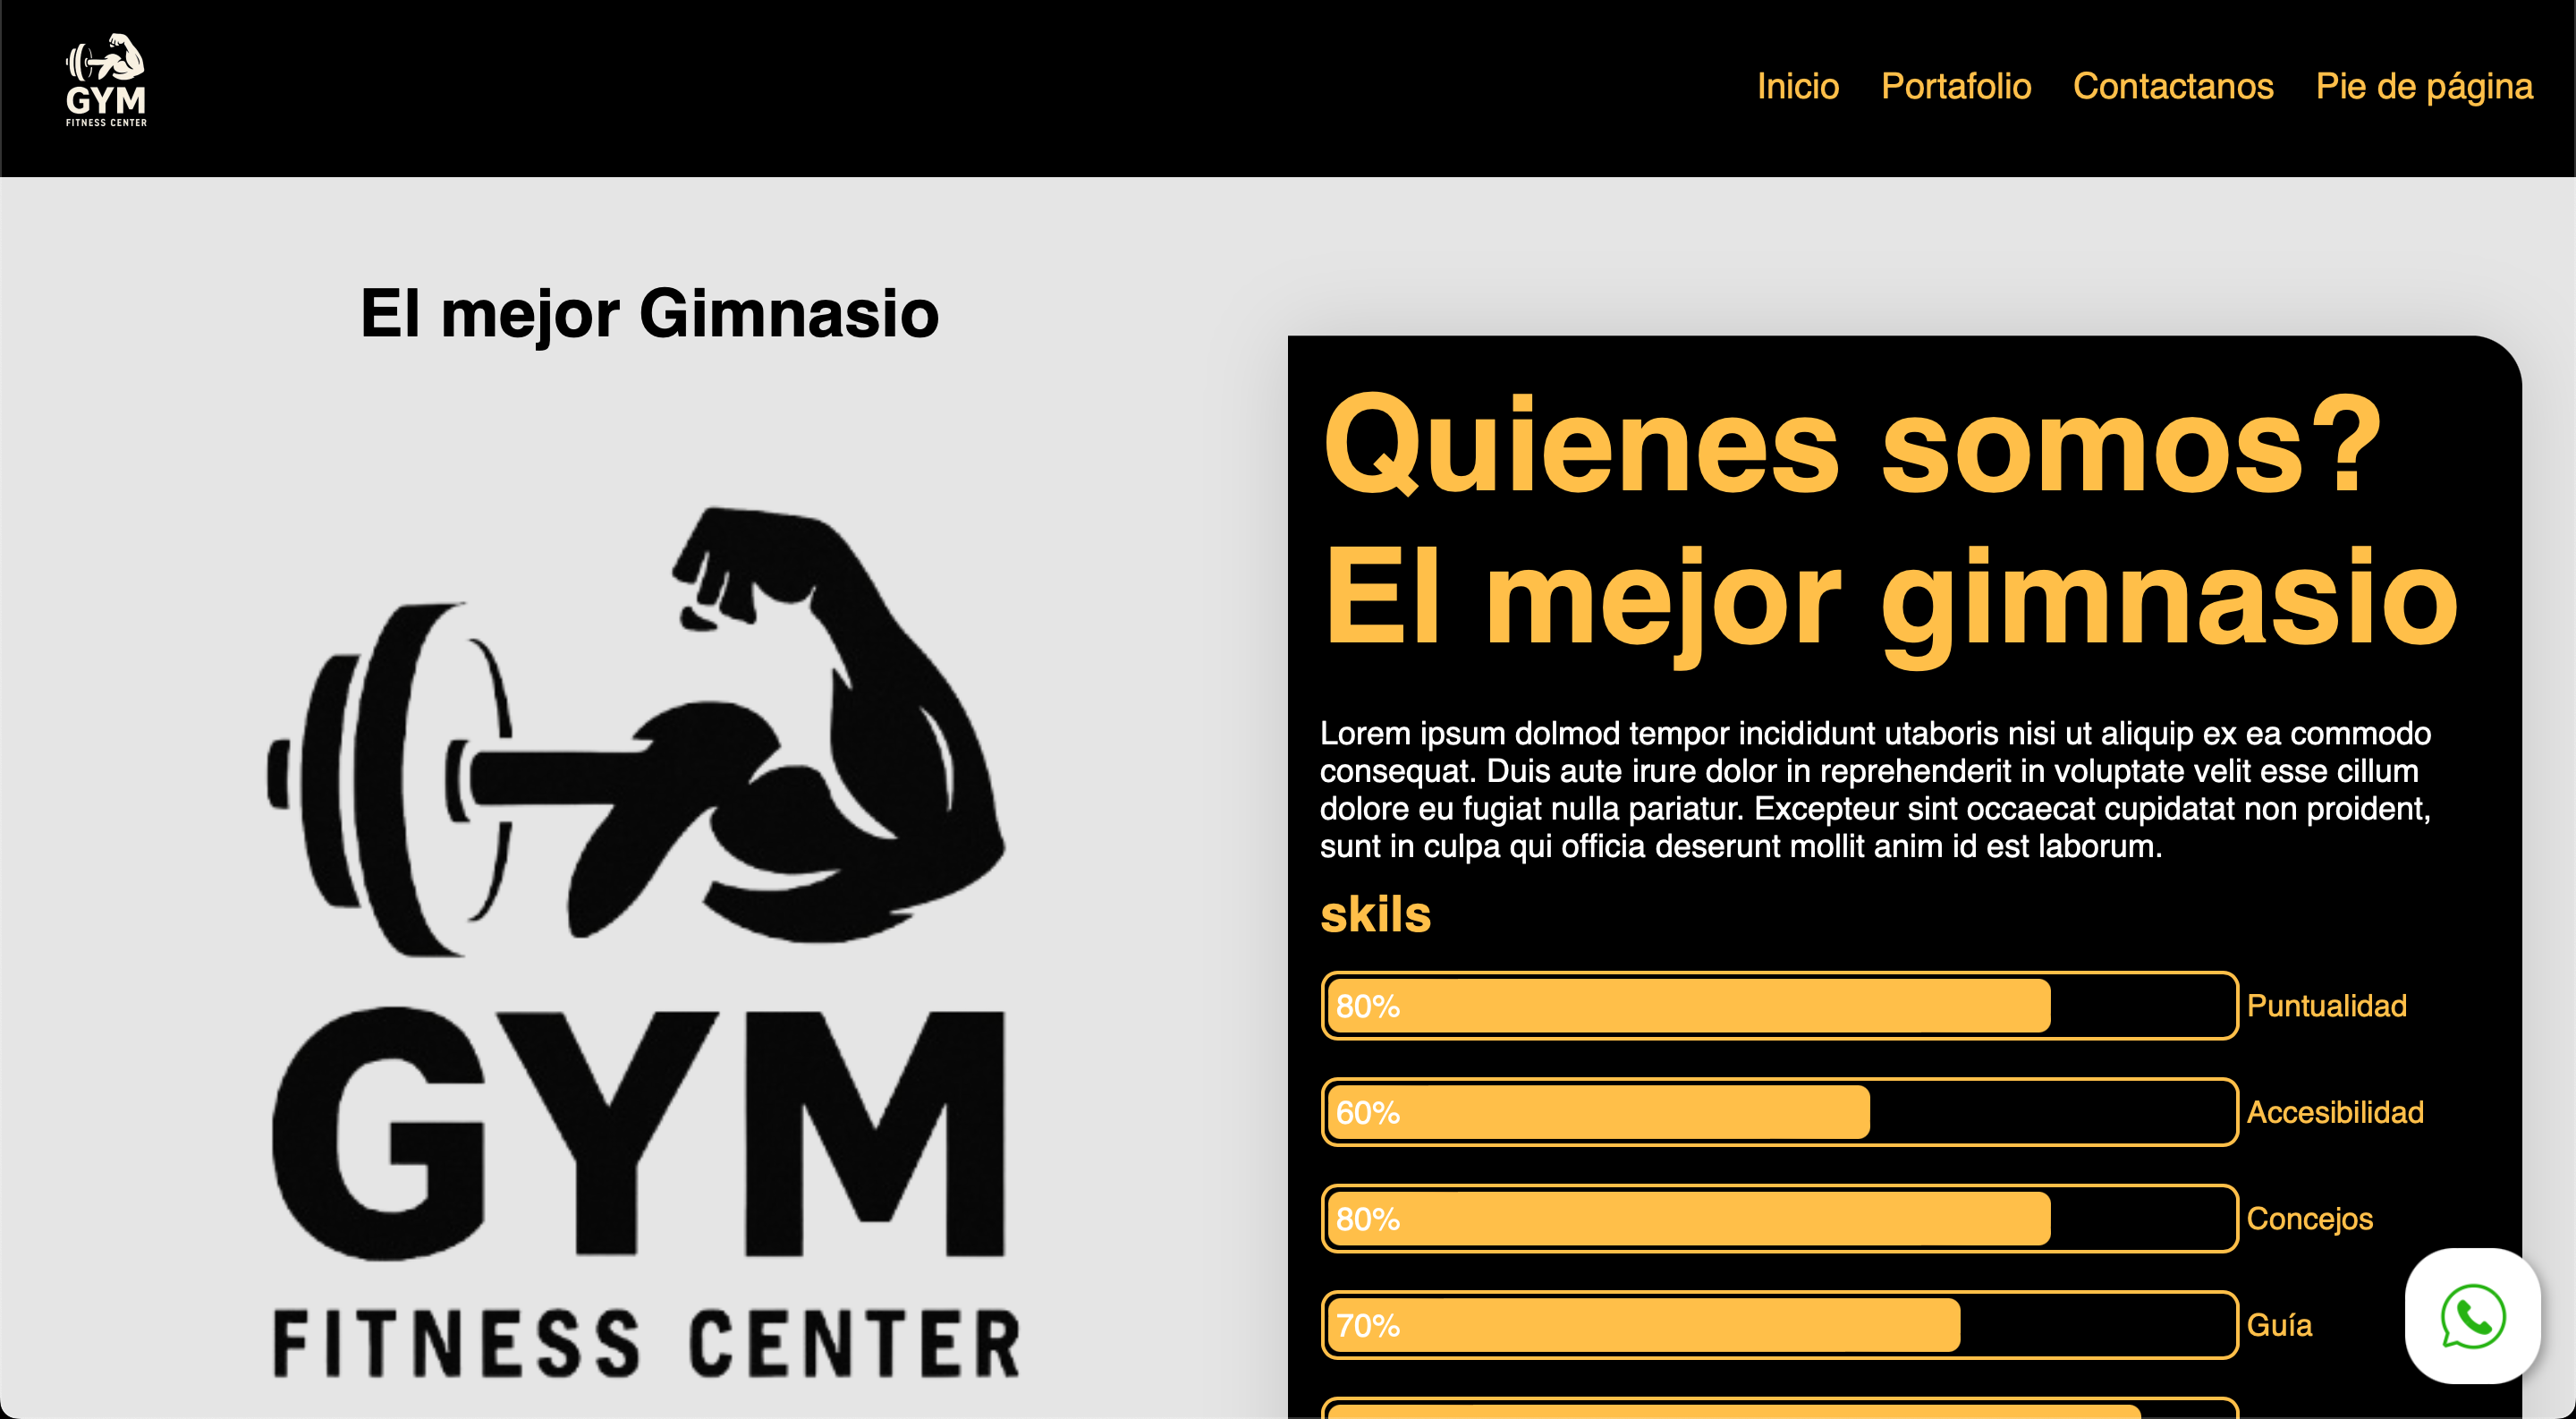 GYM
FITNESS CENTER
Inicio Portafolio Contactanos Pie de página
El mejor Gimnasio
GYM
FITNESS CENTER
Quienes somos?
El mejor gimnasio
Lorem ipsum dolmod tempor incididunt utaboris nisi ut aliquip ex ea commodo
consequat. Duis aute irure dolor in reprehenderit in voluptate velit esse cillum
dolore eu fugiat nulla pariatur. Excepteur sint occaecat cupidatat non proident,
sunt in culpa qui officia deserunt mollit anim id est laborum.
skils
80% Puntualidad
60% Accesibilidad
80% Concejos
70% Guía